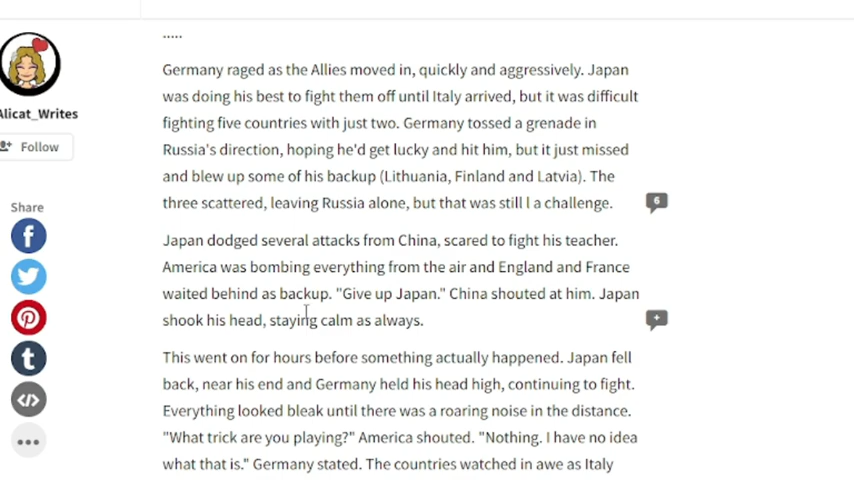 .....
Germany raged as the Allies moved in, quickly and aggressively. Japan
was doing his best to fight them off until Italy arrived, but it was difficult
fighting five countries with just two. Germany tossed a grenade in
Russia's direction, hoping he'd get lucky and hit him, but it just missed
and blew up some of his backup (Lithuania, Finland and Latvia). The
three scattered, leaving Russia alone, but that was still l a challenge.
6
Japan dodged several attacks from China, scared to fight his teacher.
America was bombing everything from the air and England and France
waited behind as backup. "Give up Japan." China shouted at him. Japan
shook his head, staying calm as always.
+
This went on for hours before something actually happened. Japan fell
back, near his end and Germany held his head high, continuing to fight.
Everything looked bleak until there was a roaring noise in the distance.
"What trick are you playing?" America shouted. "Nothing. I have no idea
what that is." Germany stated. The countries watched in awe as Italy
Alicat_Writes
Follow
Share